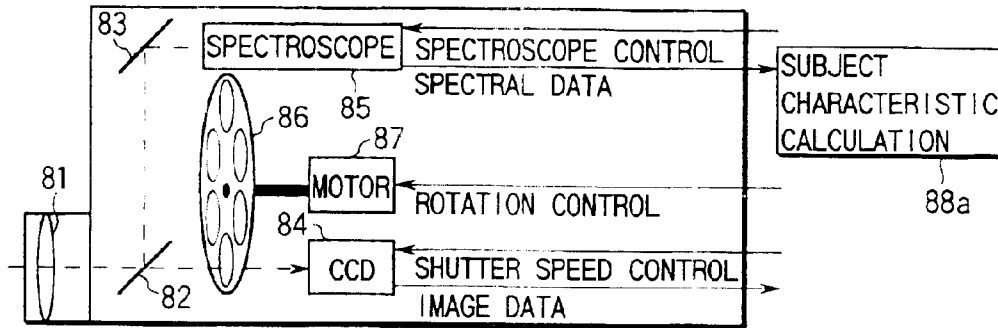 83
SPECTROSCOPE
SPECTROSCOPE CONTROL
SPECTRAL DATA
85
SUBJECT
CHARACTERISTIC
CALCULATION
88a
86
87
MOTOR
ROTATION CONTROL
81
84
CCD
SHUTTER SPEED CONTROL
IMAGE DATA
82